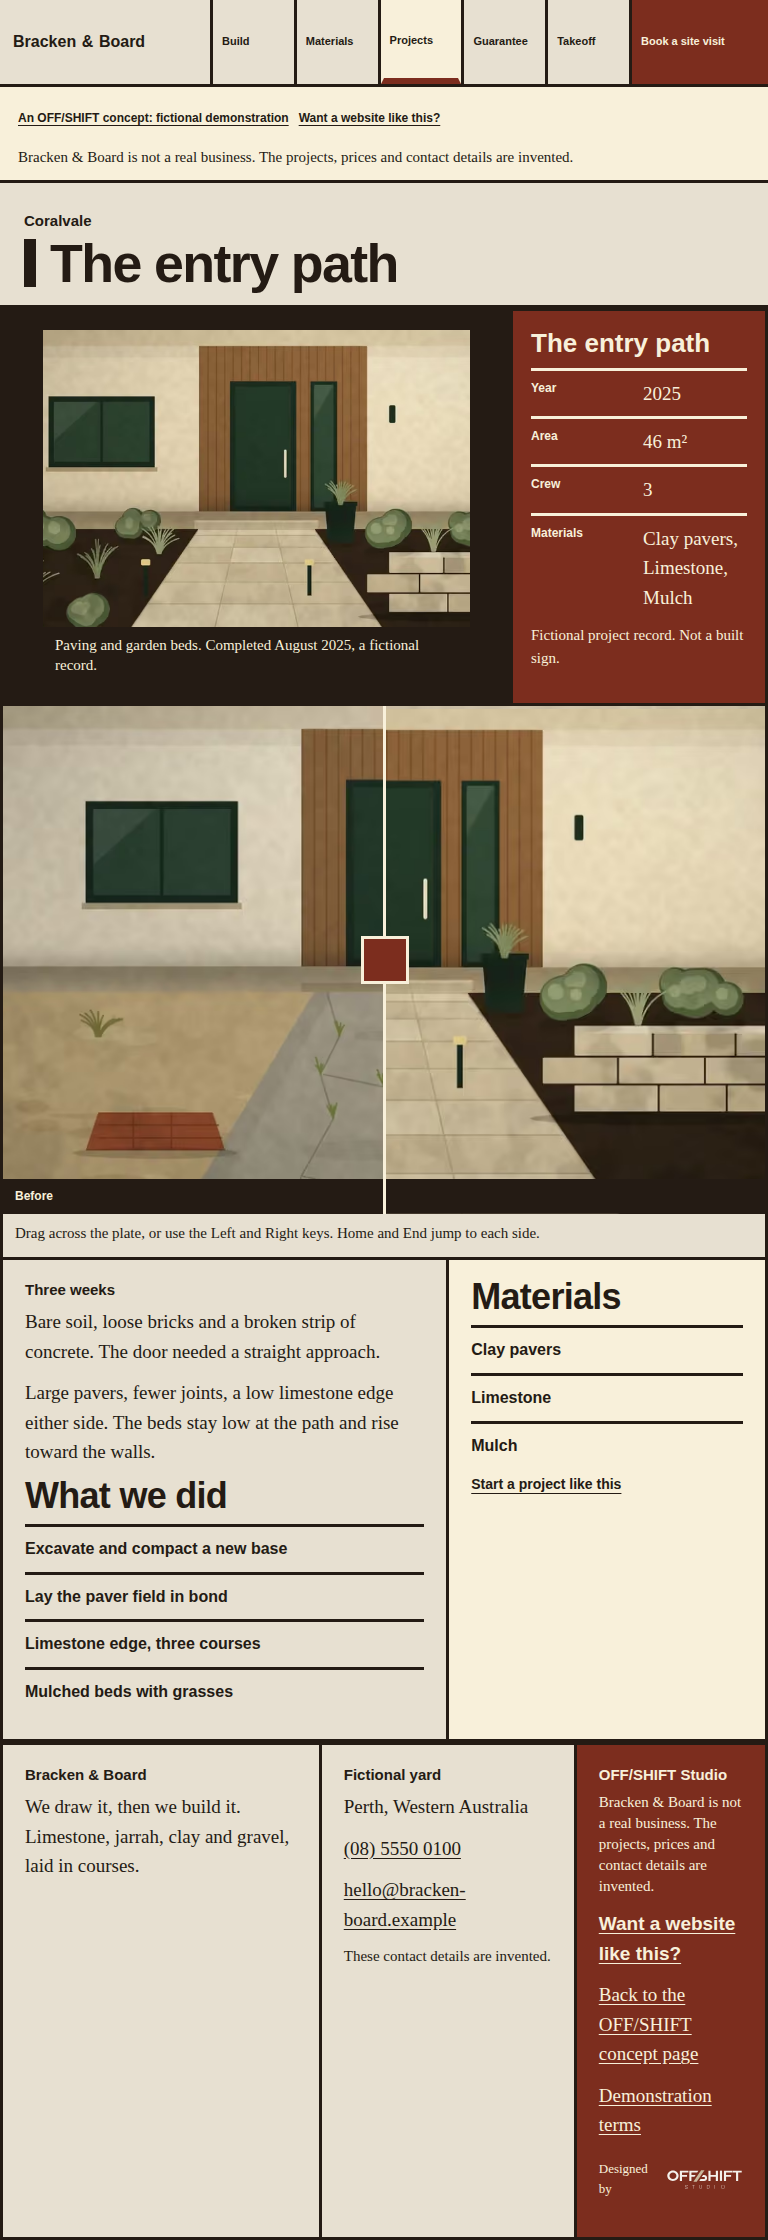 Bracken & Board
Build
Materials
Projects
Guarantee
Takeoff
Book a site visit
An OFF/SHIFT concept: fictional demonstration Want a website like this?
Bracken & Board is not a real business. The projects, prices and contact details are invented.
Coralvale
The entry path
Paving and garden beds. Completed August 2025, a fictional
record.
The entry path
Year 2025
Area 46 m²
Crew 3
Materials Clay pavers,
Limestone,
Mulch
Fictional project record. Not a built
sign.
Before
Drag across the plate, or use the Left and Right keys. Home and End jump to each side.
Three weeks
Bare soil, loose bricks and a broken strip of
concrete. The door needed a straight approach.
Large pavers, fewer joints, a low limestone edge
either side. The beds stay low at the path and rise
toward the walls.
What we did
Excavate and compact a new base
Lay the paver field in bond
Limestone edge, three courses
Mulched beds with grasses
Materials
Clay pavers
Limestone
Mulch
Start a project like this
Bracken & Board
We draw it, then we build it.
Limestone, jarrah, clay and gravel,
laid in courses.
Fictional yard
Perth, Western Australia
(08) 5550 0100
hello@bracken-
board.example
These contact details are invented.
OFF/SHIFT Studio
Bracken & Board is not
a real business. The
projects, prices and
contact details are
invented.
Want a website
like this?
Back to the
OFF/SHIFT
concept page
Demonstration
terms
Designed
by
OFF/SHIFT
STUDIO